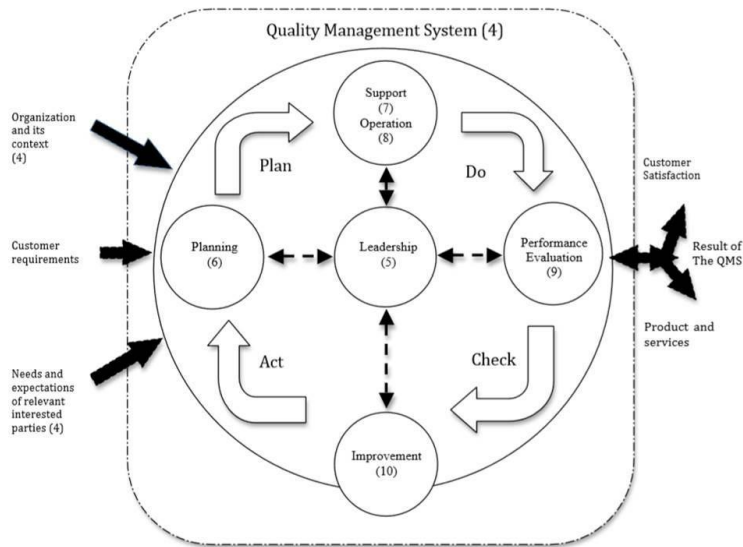 Quality Management System (4)
Support
(7)
Operation
(8)
Organization
and its
context
(4)
Plan
Do
Customer
Satisfaction
Customer
requirements
Planning
(6)
Leadership
(5)
Performance
Evaluation
(9)
Result of
The QMS
Product and
services
Needs and
expectations
of relevant
interested
parties (4)
Act
Check
Improvement
(10)